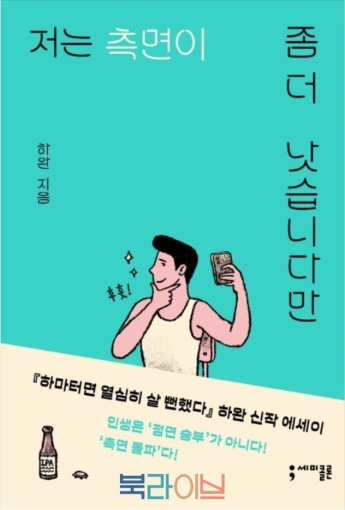 저는 측면이
좀 더 낫습니다만
하완 지음
후훗!
『하마터면 열심히 살 뻔했다』 하완 신작 에세이
인생은 ‘정면 승부’가 아니다!
‘측면 돌파’다!
IPA
세미콜론
북라이브